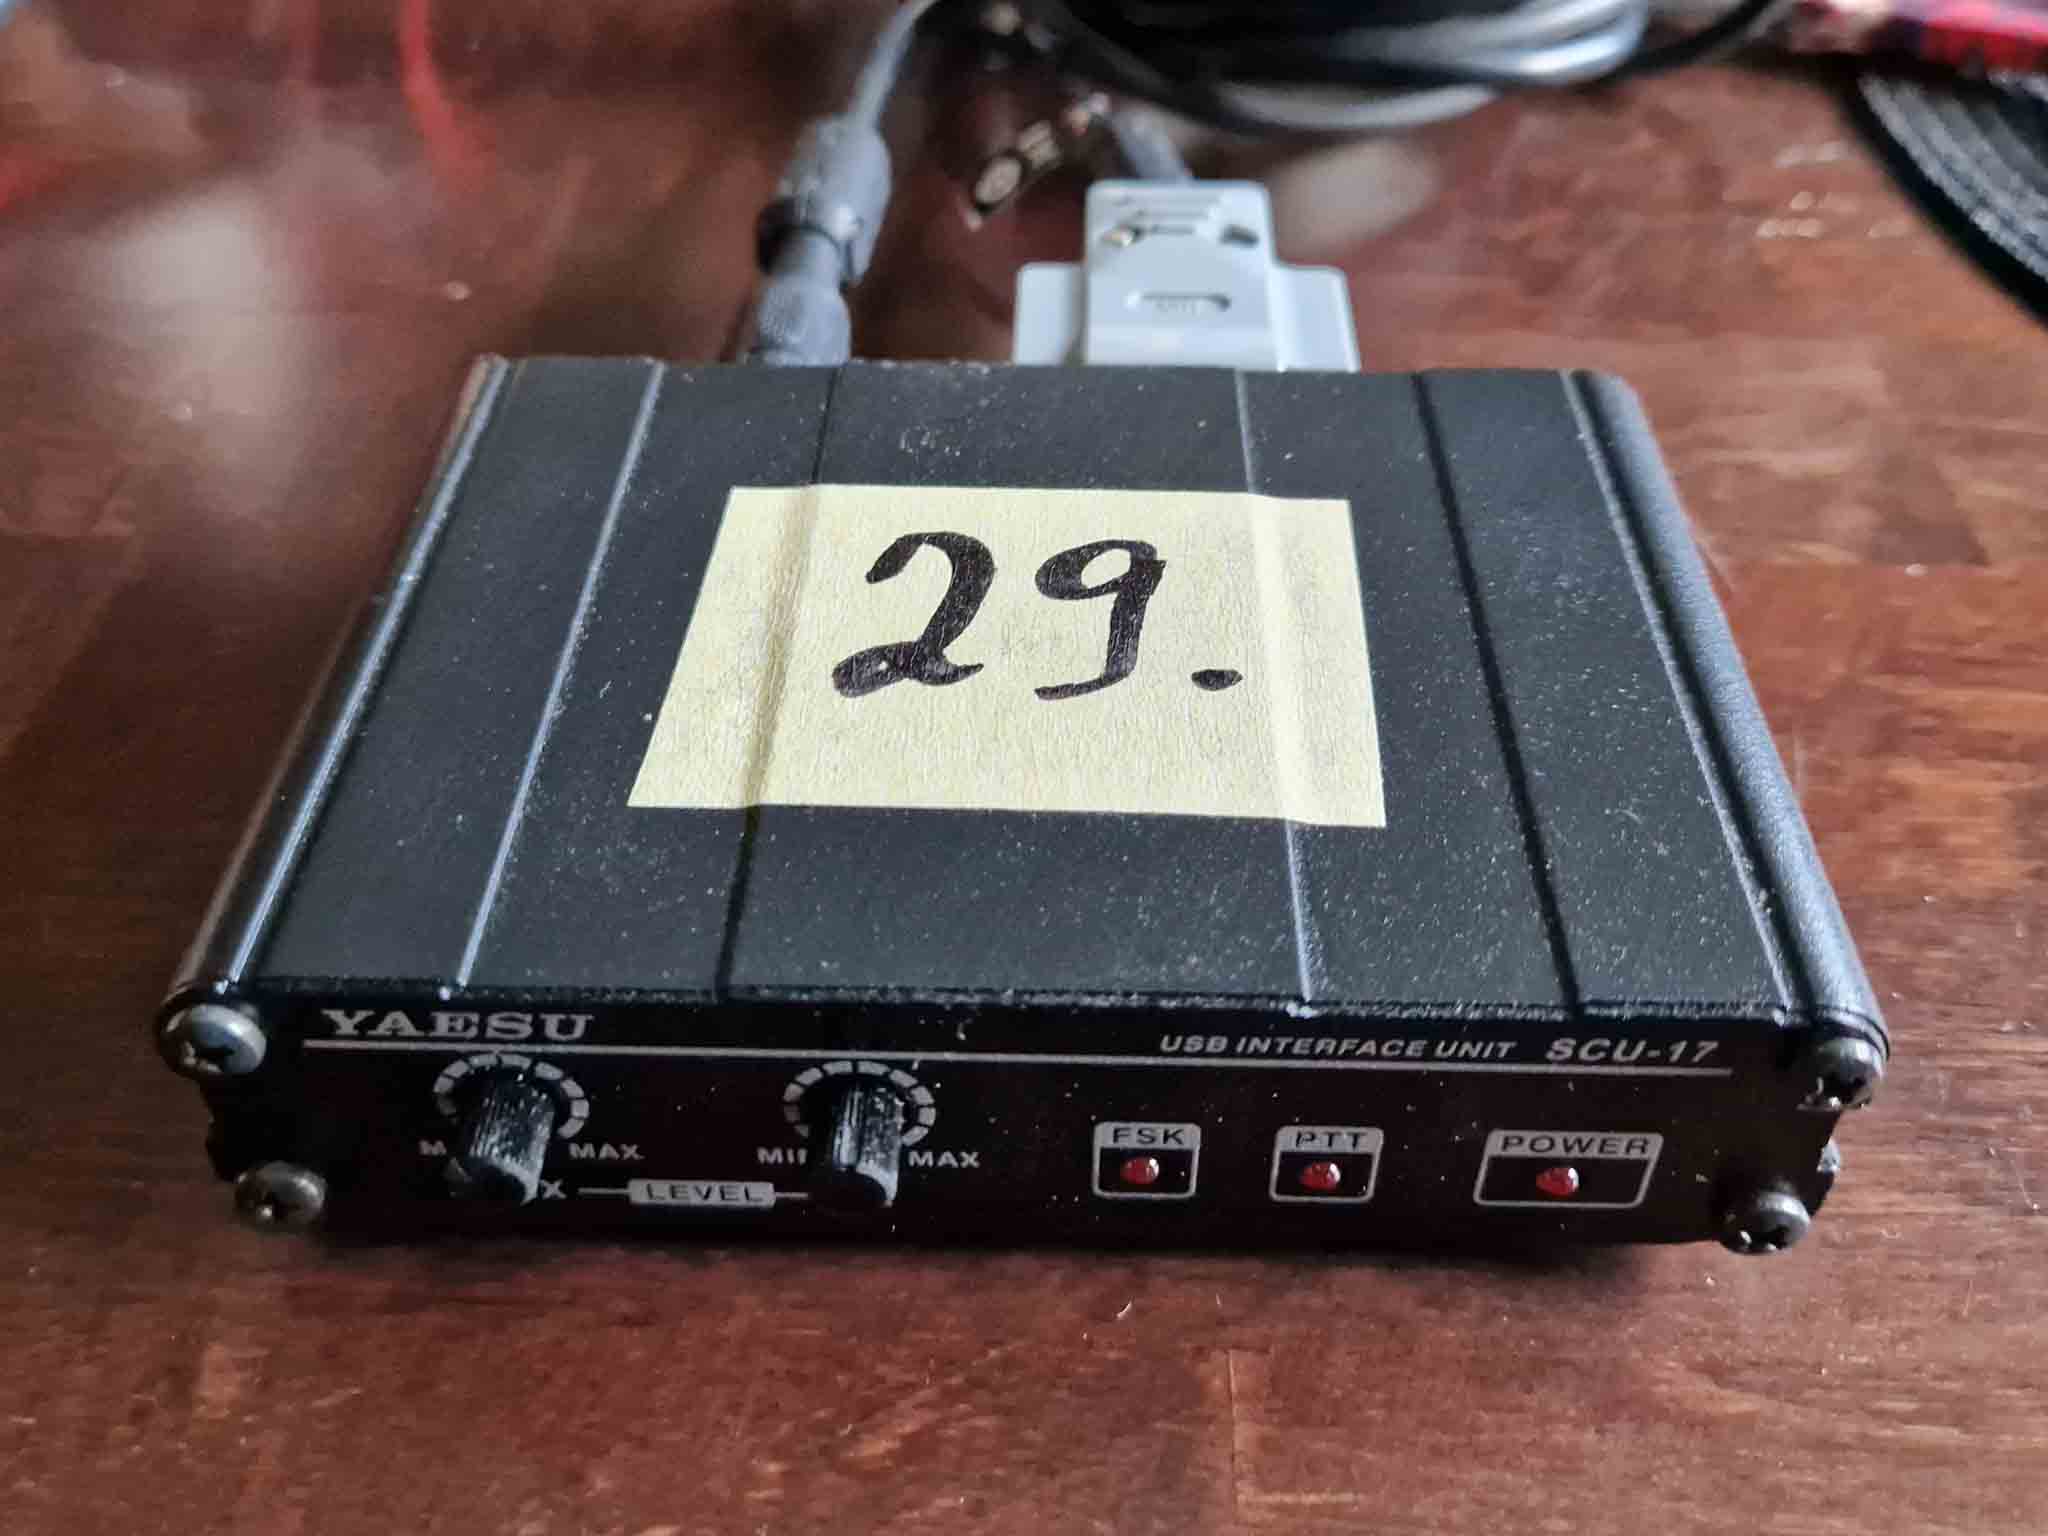 29.
YAESU
USB INTERFACE UNIT SCU-17
MAX
MAX
LEVEL
FSK
PTT
POWER